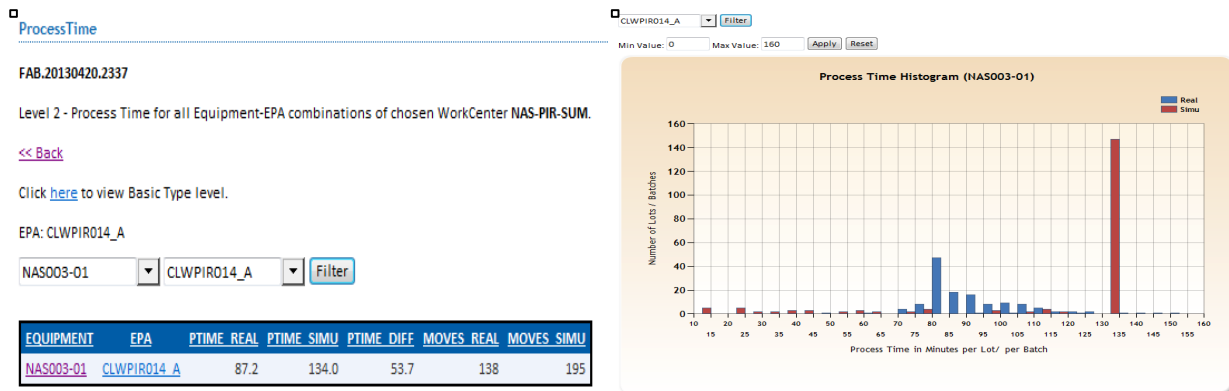 ProcessTime
FAB.20130420.2337
Level 2 - Process Time for all Equipment-EPA combinations of chosen WorkCenter NAS-PIR-SUM.
<< Back
Click here to view Basic Type level.
EPA: CLWPIR014_A
NAS003-01 CLWPIR014_A Filter
EQUIPMENT EPA PTIME_REAL PTIME_SIMU PTIME_DIFF MOVES_REAL MOVES_SIMU
NAS003-01 CLWPIR014_A 87.2 134.0 53.7 138 195
CLWPIR014_A Filter
Min Value: 0 Max Value: 160 Apply Reset
Process Time Histogram (NAS003-01)
Real
Simu
160
140
120
100
80
60
40
20
0
Number of Lots / Batches
10 20 30 40 50 60 70 80 90 100 110 120 130 140 150 160
15 25 35 45 55 65 75 85 95 105 115 125 135 145 155
Process Time in Minutes per Lot/ per Batch